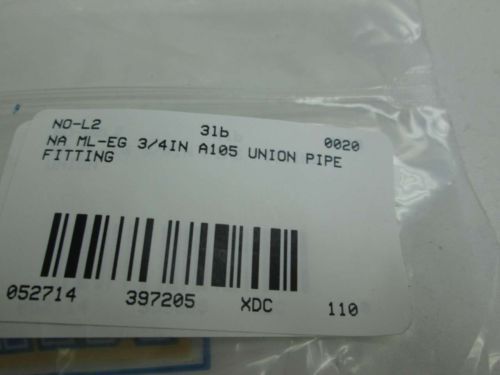 NO-L2 31b 0020
NA ML-EG 3/4IN A105 UNION PIPE
FITTING
052714 397205 XDC 110